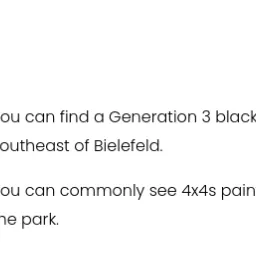 ou can find a Generation 3 black
outheast of Bielefeld.
ou can commonly see 4x4s pain
he park.